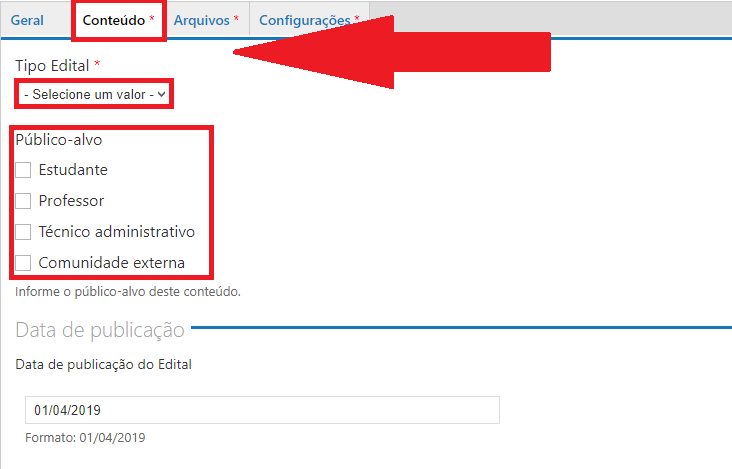 Geral Conteúdo * Arquivos * Configurações *
Tipo Edital *
- Selecione um valor -
Público-alvo
Estudante
Professor
Técnico administrativo
Comunidade externa
Informe o público-alvo deste conteúdo.
Data de publicação
Data de publicação do Edital
01/04/2019
Formato: 01/04/2019